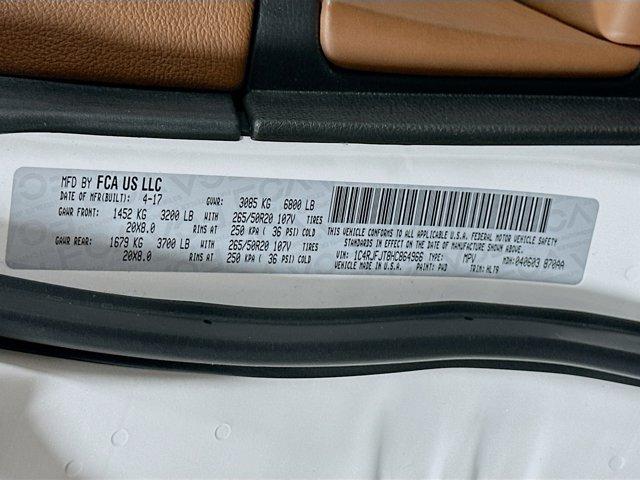 MFD BY FCA US LLC
DATE OF MFR(BUILT): 4-17 GVWR: 3085 KG 6800 LB
GAWR FRONT: 1452 KG 3200 LB WITH 265/50R20 107V TIRES
20X8.0 RIMS AT 250 KPA ( 36 PSI) COLD
GAWR REAR: 1679 KG 3700 LB WITH 265/50R20 107V TIRES
20X8.0 RIMS AT 250 KPA ( 36 PSI) COLD
THIS VEHICLE CONFORMS TO ALL APPLICABLE U.S.A. FEDERAL MOTOR VEHICLE SAFETY
STANDARDS IN EFFECT ON THE DATE OF MANUFACTURE SHOWN ABOVE.
VIN: 1C4RJFJT8HC864966 TYPE: MPV MDH: 040603 870AA
VEHICLE MADE IN U.S.A. PAINT: PWD TRIM: HLT9